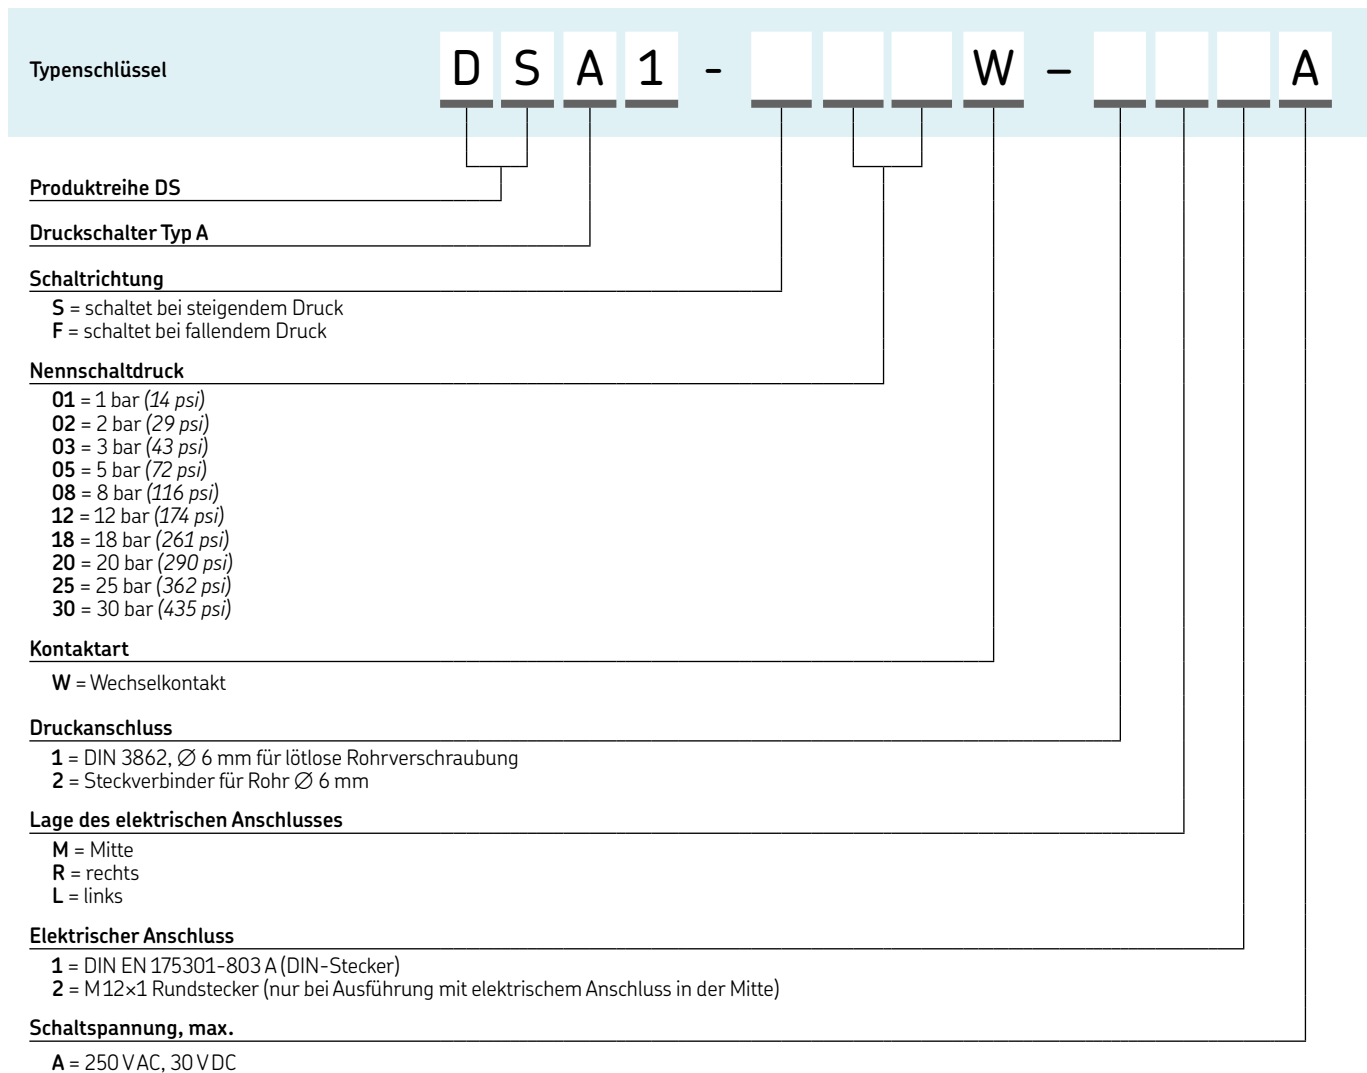 Typenschlüssel D S A 1 - W – A
Produktreihe DS
Druckschalter Typ A
Schaltrichtung
S = schaltet bei steigendem Druck
F = schaltet bei fallendem Druck
Nennschaltdruck
01 = 1 bar (14 psi)
02 = 2 bar (29 psi)
03 = 3 bar (43 psi)
05 = 5 bar (72 psi)
08 = 8 bar (116 psi)
12 = 12 bar (174 psi)
18 = 18 bar (261 psi)
20 = 20 bar (290 psi)
25 = 25 bar (362 psi)
30 = 30 bar (435 psi)
Kontaktart
W = Wechselkontakt
Druckanschluss
1 = DIN 3862, ∅ 6 mm für lötlose Rohrverschraubung
2 = Steckverbinder für Rohr ∅ 6 mm
Lage des elektrischen Anschlusses
M = Mitte
R = rechts
L = links
Elektrischer Anschluss
1 = DIN EN 175301-803 A (DIN-Stecker)
2 = M 12×1 Rundstecker (nur bei Ausführung mit elektrischem Anschluss in der Mitte)
Schaltspannung, max.
A = 250 V AC, 30 V DC